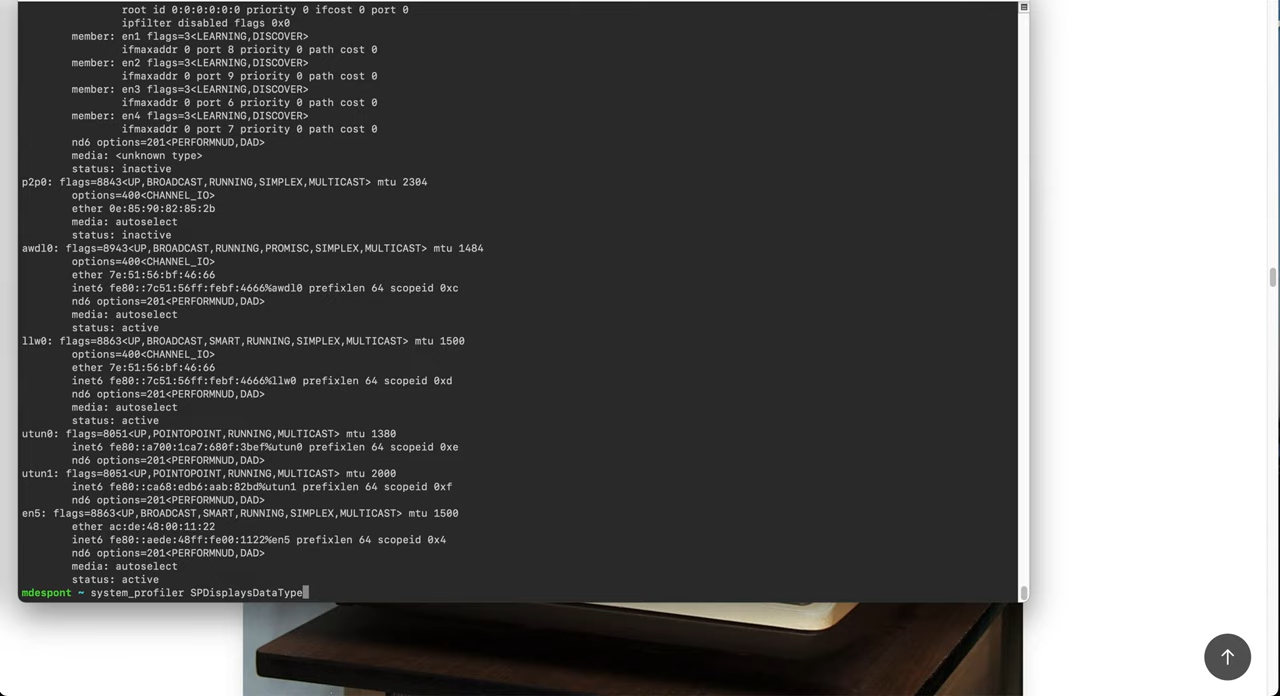 root id 0:0:0:0:0:0 priority 0 ifcost 0 port 0
ipfilter disabled flags 0x0
member: en1 flags=3<LEARNING,DISCOVER>
ifmaxaddr 0 port 8 priority 0 path cost 0
member: en2 flags=3<LEARNING,DISCOVER>
ifmaxaddr 0 port 9 priority 0 path cost 0
member: en3 flags=3<LEARNING,DISCOVER>
ifmaxaddr 0 port 6 priority 0 path cost 0
member: en4 flags=3<LEARNING,DISCOVER>
ifmaxaddr 0 port 7 priority 0 path cost 0
nd6 options=201<PERFORMNUD,DAD>
media: <unknown type>
status: inactive
p2p0: flags=8843<UP,BROADCAST,RUNNING,SIMPLEX,MULTICAST> mtu 2304
options=400<CHANNEL_IO>
ether 0e:85:90:82:85:2b
media: autoselect
status: inactive
awdl0: flags=8943<UP,BROADCAST,RUNNING,PROMISC,SIMPLEX,MULTICAST> mtu 1484
options=400<CHANNEL_IO>
ether 7e:51:56:bf:46:66
inet6 fe80::7c51:56ff:febf:4666%awdl0 prefixlen 64 scopeid 0xc
nd6 options=201<PERFORMNUD,DAD>
media: autoselect
status: active
llw0: flags=8863<UP,BROADCAST,SMART,RUNNING,SIMPLEX,MULTICAST> mtu 1500
options=400<CHANNEL_IO>
ether 7e:51:56:bf:46:66
inet6 fe80::7c51:56ff:febf:4666%llw0 prefixlen 64 scopeid 0xd
nd6 options=201<PERFORMNUD,DAD>
media: autoselect
status: active
utun0: flags=8051<UP,POINTOPOINT,RUNNING,MULTICAST> mtu 1380
inet6 fe80::a700:1ca7:680f:3bef%utun0 prefixlen 64 scopeid 0xe
nd6 options=201<PERFORMNUD,DAD>
utun1: flags=8051<UP,POINTOPOINT,RUNNING,MULTICAST> mtu 2000
inet6 fe80::ca68:edb6:aab:82bd%utun1 prefixlen 64 scopeid 0xf
nd6 options=201<PERFORMNUD,DAD>
en5: flags=8863<UP,BROADCAST,SMART,RUNNING,SIMPLEX,MULTICAST> mtu 1500
ether ac:de:48:00:11:22
inet6 fe80::aede:48ff:fe00:1122%en5 prefixlen 64 scopeid 0x4
nd6 options=201<PERFORMNUD,DAD>
media: autoselect
status: active
mdespont ~ system_profiler SPDisplaysDataType